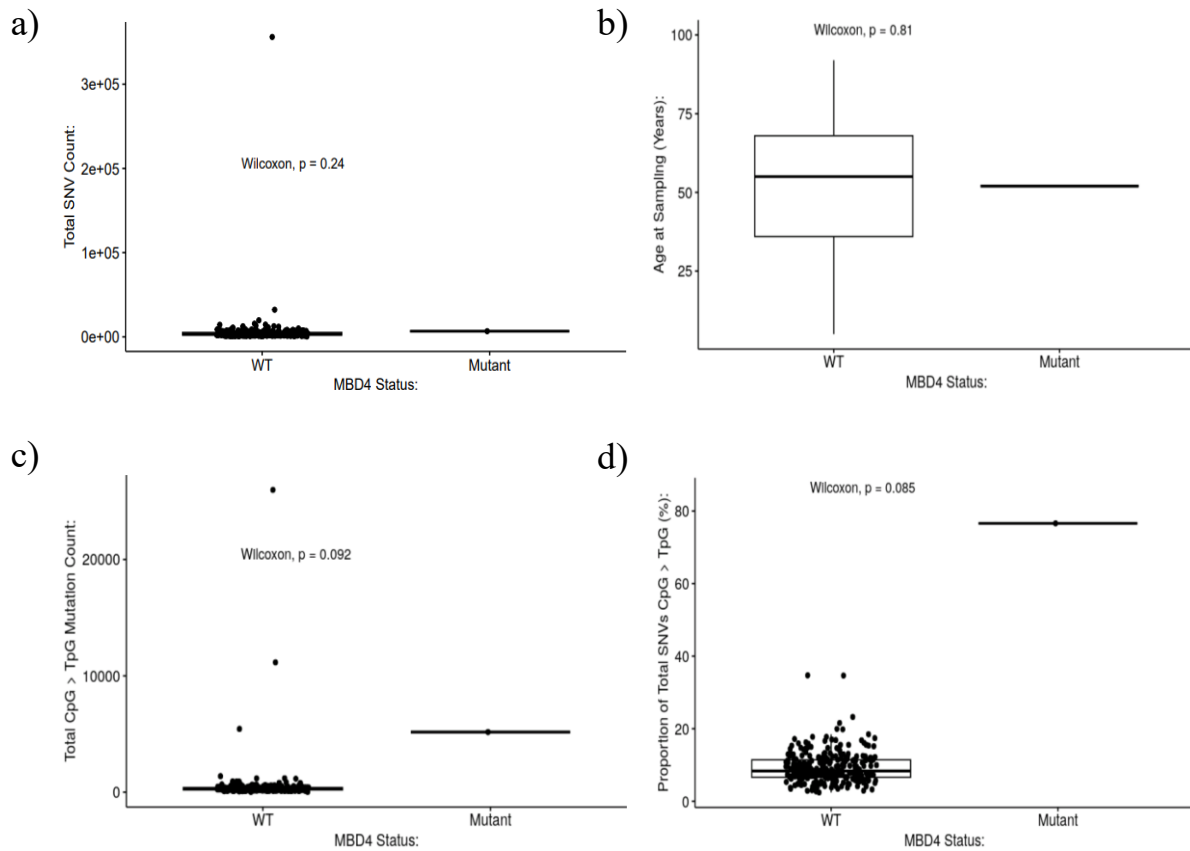 a)
Total SNV Count:
3e+05
2e+05
1e+05
0e+00
Wilcoxon, p = 0.24
WT
Mutant
MBD4 Status:
b)
Age at Sampling (Years):
100
75
50
25
Wilcoxon, p = 0.81
WT
Mutant
MBD4 Status:
c)
Total CpG > TpG Mutation Count:
20000
10000
0
Wilcoxon, p = 0.092
WT
Mutant
MBD4 Status:
d)
Proportion of Total SNVs CpG > TpG (%):
80
60
40
20
0
Wilcoxon, p = 0.085
WT
Mutant
MBD4 Status: